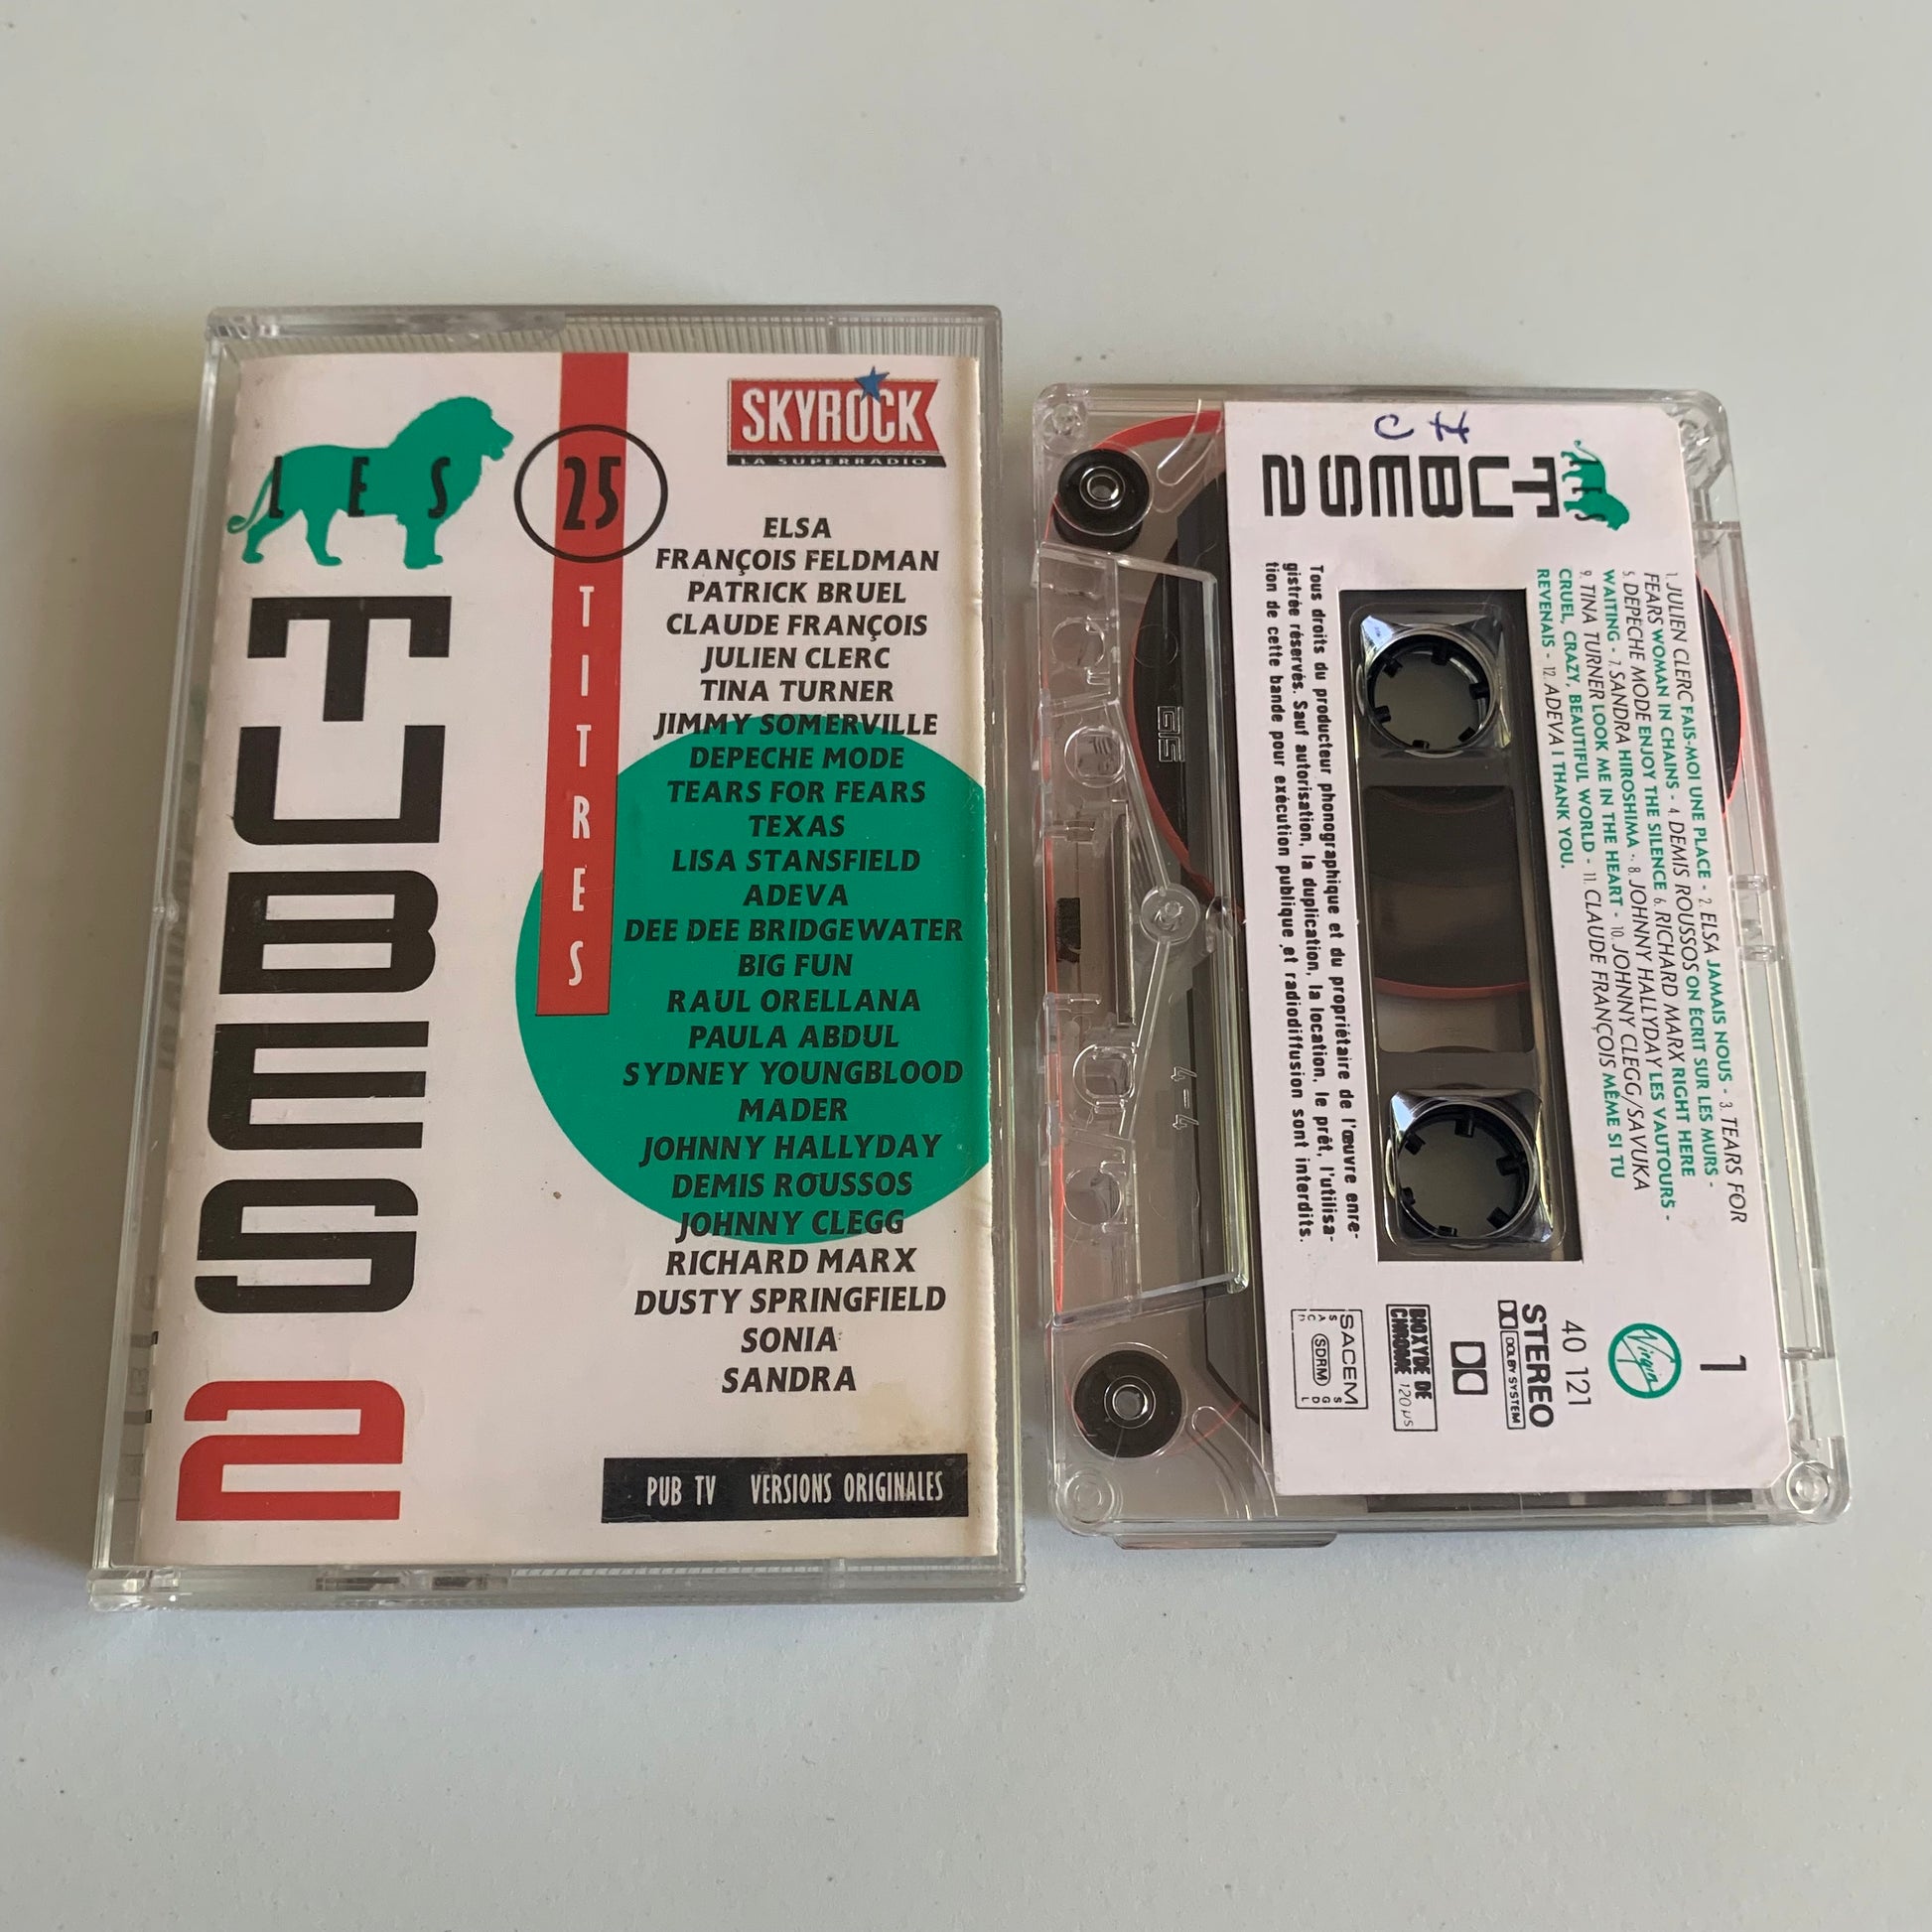 LES
TUBES
2
25
TITRES
SKYROCK
LA SUPERRADIO
ELSA
FRANÇOIS FELDMAN
PATRICK BRUEL
CLAUDE FRANÇOIS
JULIEN CLERC
TINA TURNER
JIMMY SOMERVILLE
DEPECHE MODE
TEARS FOR FEARS
TEXAS
LISA STANSFIELD
ADEVA
DEE DEE BRIDGEWATER
BIG FUN
RAUL ORELLANA
PAULA ABDUL
SYDNEY YOUNGBLOOD
MADER
JOHNNY HALLYDAY
DEMIS ROUSSOS
JOHNNY CLEGG
RICHARD MARX
DUSTY SPRINGFIELD
SONIA
SANDRA
PUB TV VERSIONS ORIGINALES
CH
LES
TUBES 2
1. JULIEN CLERC FAIS-MOI UNE PLACE - 2. ELSA JAMAIS NOUS - 3. TEARS FOR
FEARS WOMAN IN CHAINS - 4. DEMIS ROUSSOS ON ÉCRIT SUR LES MURS -
5. DEPECHE MODE ENJOY THE SILENCE 6. RICHARD MARX RIGHT HERE
WAITING - 7. SANDRA HIROSHIMA - 8. JOHNNY HALLYDAY LES VAUTOURS -
9. TINA TURNER LOOK ME IN THE HEART - 10. JOHNNY CLEGG/SAVUKA
CRUEL, CRAZY, BEAUTIFUL WORLD - 11. CLAUDE FRANÇOIS MÊME SI TU
REVENAIS - 12. ADEVA I THANK YOU.
1
Virgin
40 121
STEREO
DOLBY SYSTEM
BIOXYDE DE
CHROME 120 µs
SACEM
SDRM
Tous droits du producteur phonographique et du propriétaire de l'œuvre enre-
gistrée réservés. Sauf autorisation, la duplication, la location, le prêt, l'utilisa-
tion de cette bande pour exécution publique et radiodiffusion sont interdits.
4-4